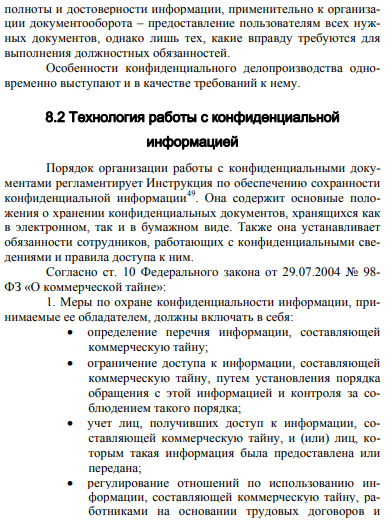 полноты и достоверности информации, применительно к организа-
ции документооборота – предоставление пользователям всех нуж-
ных документов, однако лишь тех, какие вправду требуются для
выполнения должностных обязанностей.
Особенности конфиденциального делопроизводства одно-
временно выступают и в качестве требований к нему.
8.2 Технология работы с конфиденциальной
информацией
Порядок организации работы с конфиденциальными доку-
ментами регламентирует Инструкция по обеспечению сохранности
конфиденциальной информации49. Она содержит основные поло-
жения о хранении конфиденциальных документов, хранящихся как
в электронном, так и в бумажном виде. Также она устанавливает
обязанности сотрудников, работающих с конфиденциальными све-
дениями и правила доступа к ним.
Согласно ст. 10 Федерального закона от 29.07.2004 № 98-
ФЗ «О коммерческой тайне»:
1. Меры по охране конфиденциальности информации, при-
нимаемые ее обладателем, должны включать в себя:
• определение перечня информации, составляющей
коммерческую тайну;
• ограничение доступа к информации, составляющей
коммерческую тайну, путем установления порядка
обращения с этой информацией и контроля за со-
блюдением такого порядка;
• учет лиц, получивших доступ к информации, со-
ставляющей коммерческую тайну, и (или) лиц, ко-
торым такая информация была предоставлена или
передана;
• регулирование отношений по использованию ин-
формации, составляющей коммерческую тайну, ра-
ботниками на основании трудовых договоров и